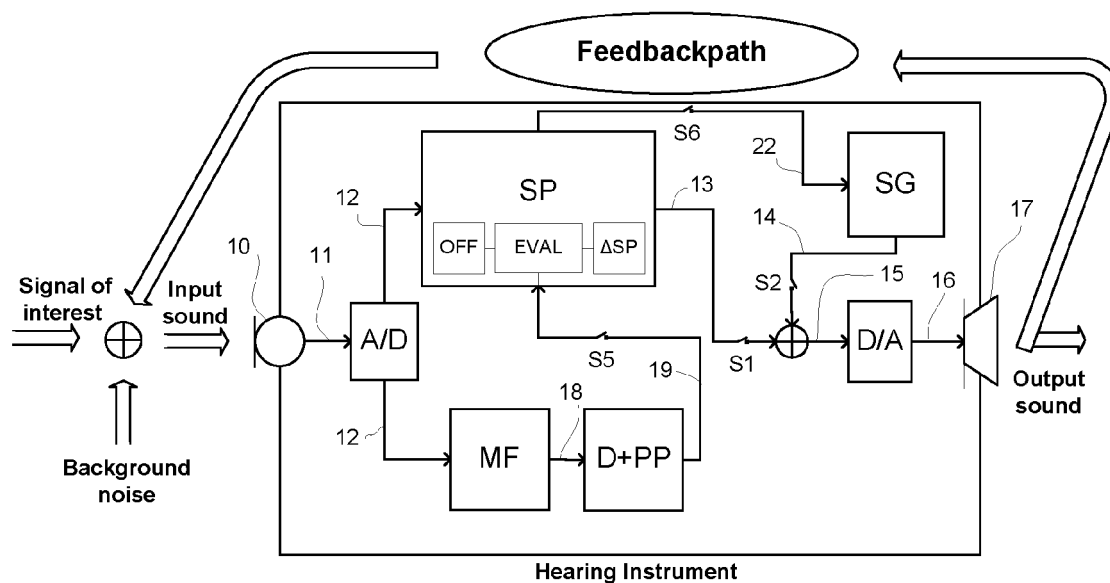 Feedbackpath
S6
22
SP
SG
12
13
OFF
EVAL
ΔSP
14
17
10
Signal of
interest
Input
sound
11
S2
15
16
A/D
D/A
S5
S1
19
Output
sound
12
18
MF
D+PP
Background
noise
Hearing Instrument